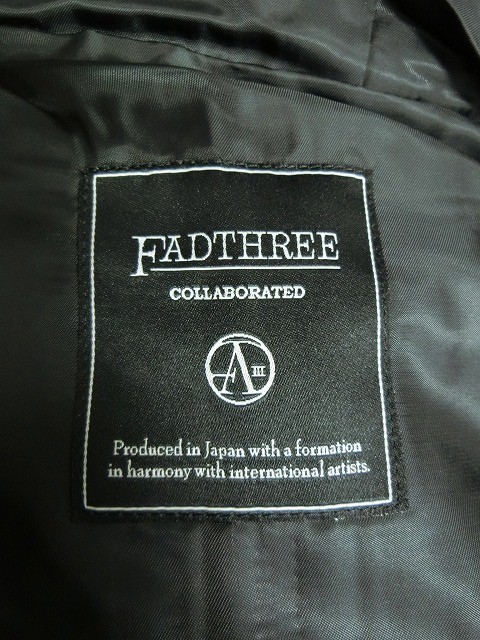 FADTHREE
COLLABORATED
A III
Produced in Japan with a formation
in harmony with international artists.